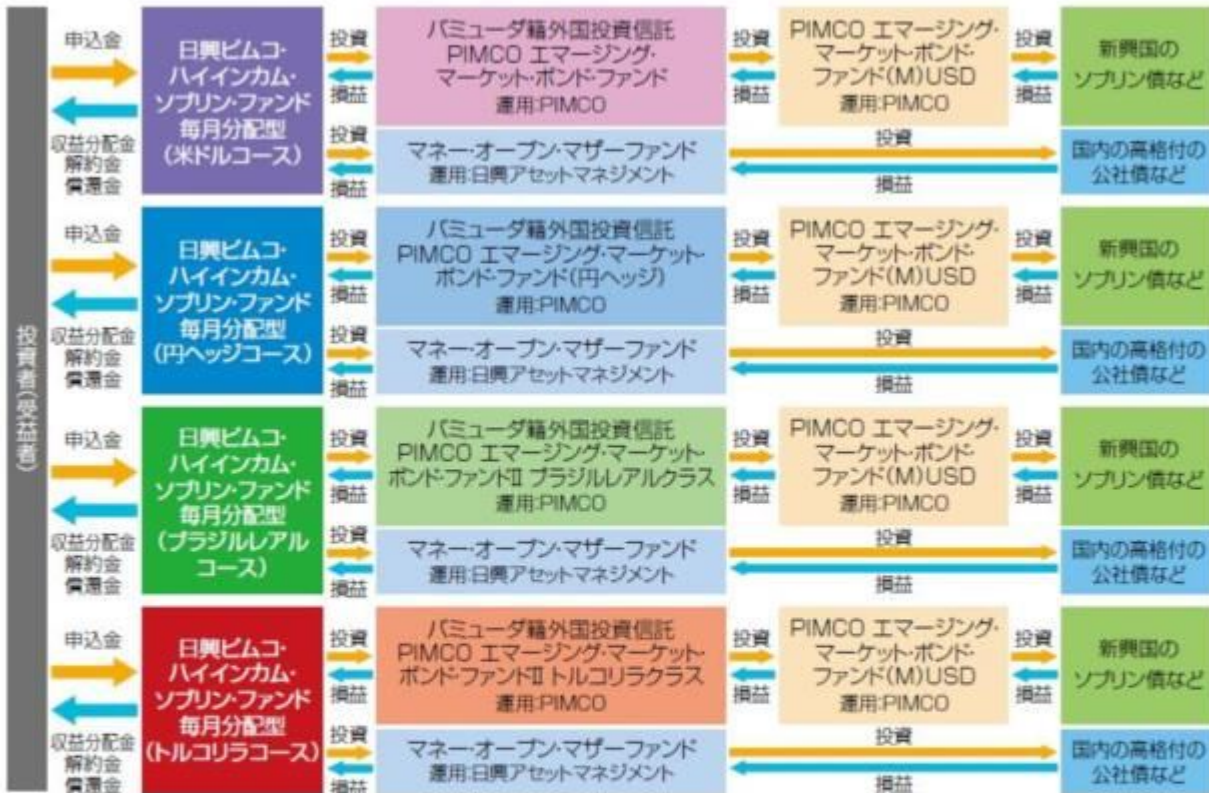 投資者(受益者)
申込金
収益分配金
解約金
償還金
日興ピムコ・
ハイインカム・
ソブリン・ファンド
毎月分配型
(米ドルコース)
投資
損益
バミューダ籍外国投資信託
PIMCO エマージング・
マーケット・ボンド・ファンド
運用:PIMCO
投資
損益
PIMCO エマージング・
マーケット・ボンド・
ファンド(M)USD
運用:PIMCO
投資
損益
新興国の
ソブリン債など
投資
損益
マネー・オープン・マザーファンド
運用:日興アセットマネジメント
投資
損益
国内の高格付の
公社債など
申込金
収益分配金
解約金
償還金
日興ピムコ・
ハイインカム・
ソブリン・ファンド
毎月分配型
(円ヘッジコース)
投資
損益
バミューダ籍外国投資信託
PIMCO エマージング・マーケット・
ボンド・ファンド(円ヘッジ)
運用:PIMCO
投資
損益
PIMCO エマージング・
マーケット・ボンド・
ファンド(M)USD
運用:PIMCO
投資
損益
新興国の
ソブリン債など
投資
損益
マネー・オープン・マザーファンド
運用:日興アセットマネジメント
投資
損益
国内の高格付の
公社債など
申込金
収益分配金
解約金
償還金
日興ピムコ・
ハイインカム・
ソブリン・ファンド
毎月分配型
(ブラジルレアル
コース)
投資
損益
バミューダ籍外国投資信託
PIMCO エマージング・マーケット・
ボンド・ファンドⅡ ブラジルレアルクラス
運用:PIMCO
投資
損益
PIMCO エマージング・
マーケット・ボンド・
ファンド(M)USD
運用:PIMCO
投資
損益
新興国の
ソブリン債など
投資
損益
マネー・オープン・マザーファンド
運用:日興アセットマネジメント
投資
損益
国内の高格付の
公社債など
申込金
収益分配金
解約金
償還金
日興ピムコ・
ハイインカム・
ソブリン・ファンド
毎月分配型
(トルコリラコース)
投資
損益
バミューダ籍外国投資信託
PIMCO エマージング・マーケット・
ボンド・ファンドⅡ トルコリラクラス
運用:PIMCO
投資
損益
PIMCO エマージング・
マーケット・ボンド・
ファンド(M)USD
運用:PIMCO
投資
損益
新興国の
ソブリン債など
投資
損益
マネー・オープン・マザーファンド
運用:日興アセットマネジメント
投資
損益
国内の高格付の
公社債など